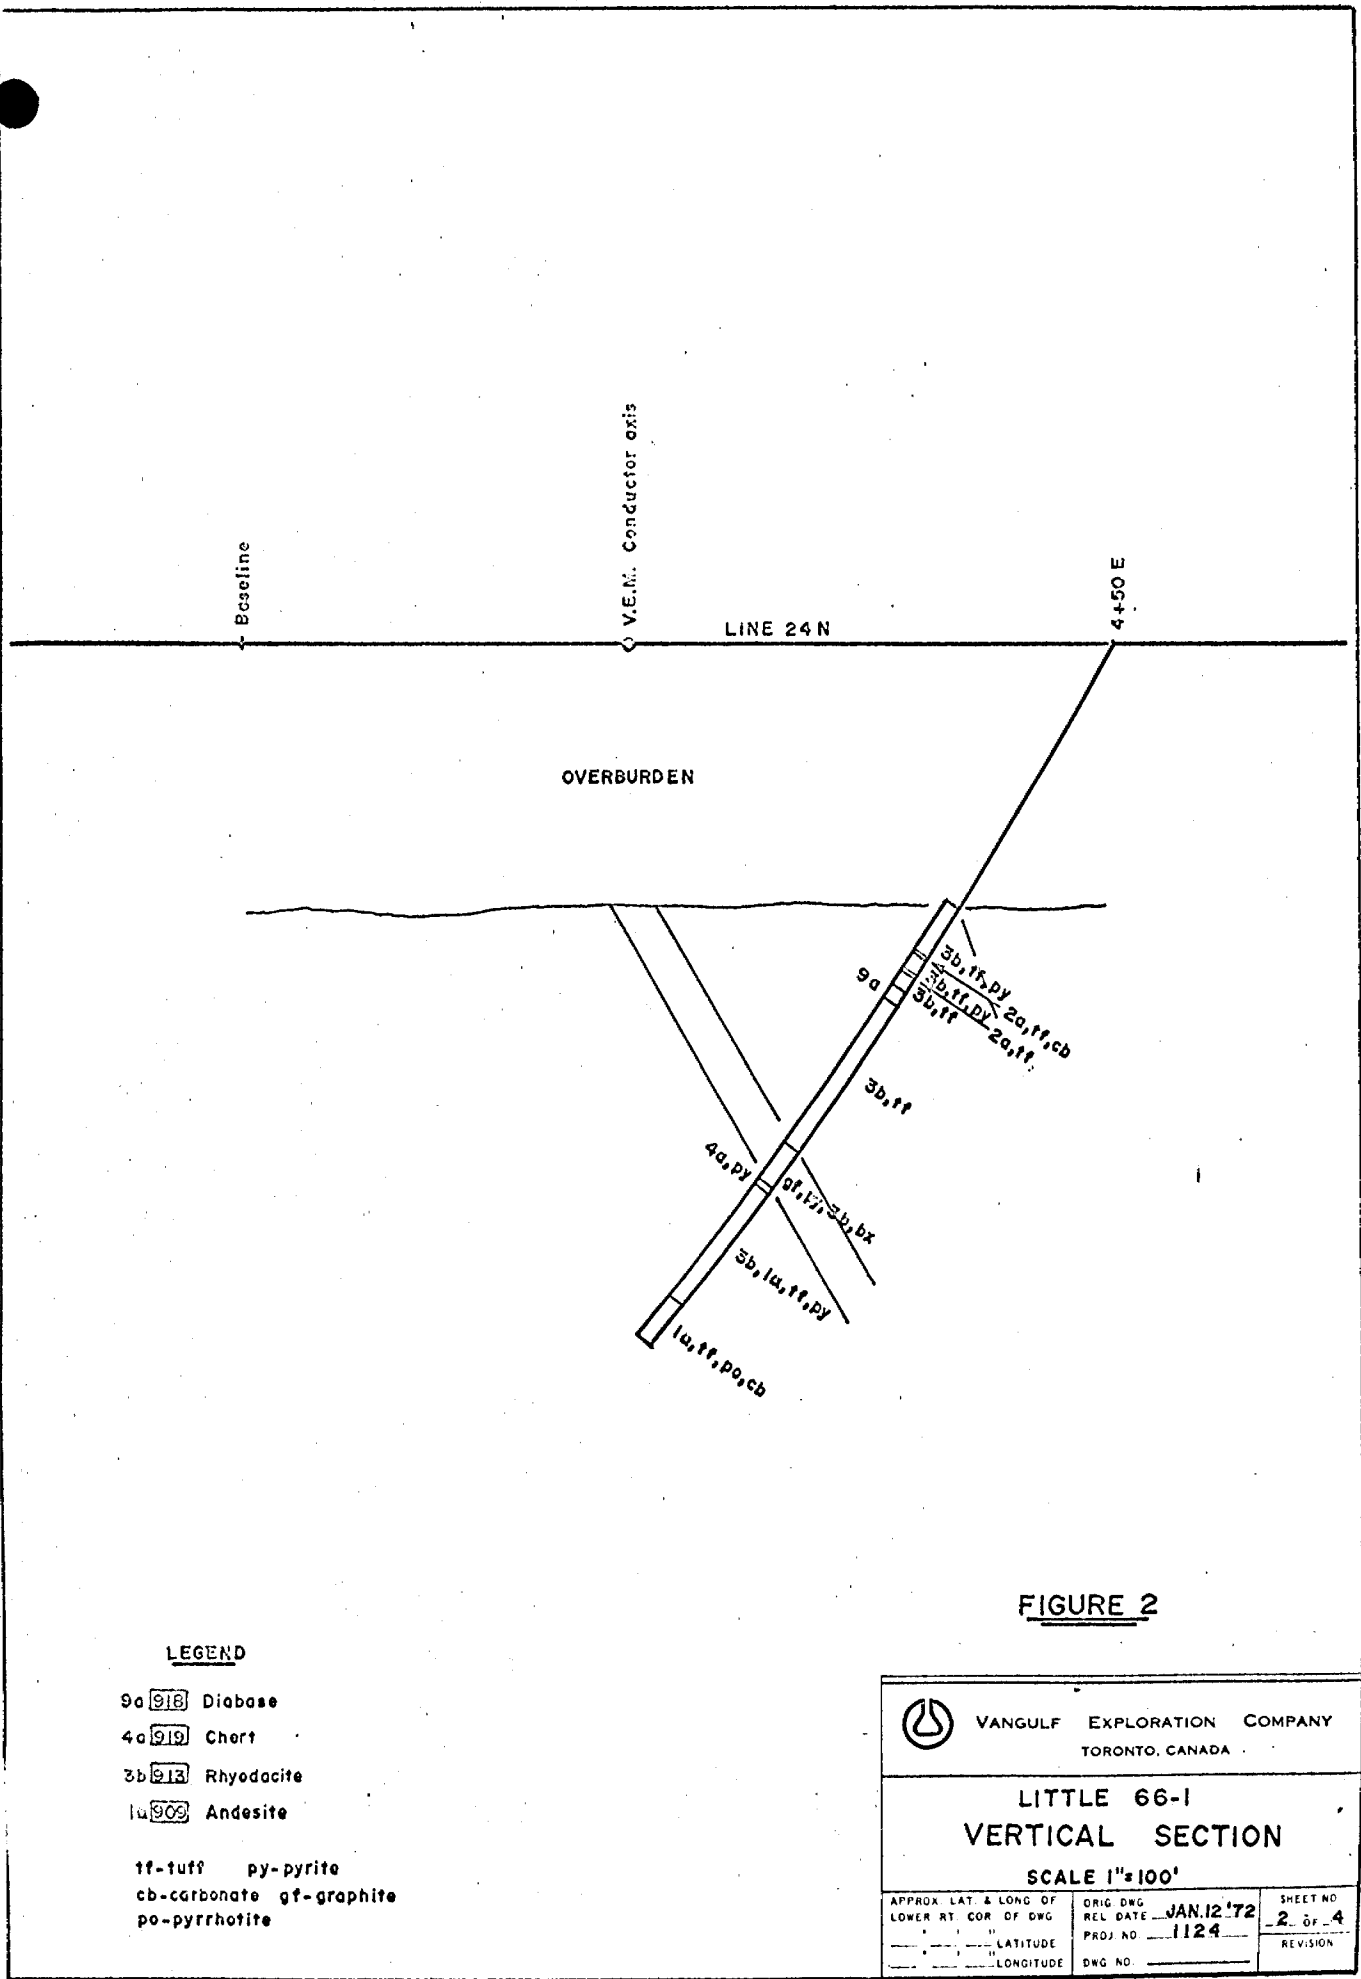 Baseline
V.E.M. Conductor axis
4+50 E
LINE 24 N
OVERBURDEN
3b, tf, py
2a, tf, cb
3b, tf, py
2a, tf,
3b, tf
9a
3b, tf
4a, py
gf, 3b, bx
3b, 1a, tf, py
1a, tf, po, cb
FIGURE 2
LEGEND
9a 918 Diabase
4a 919 Chert
3b 913 Rhyodacite
1a 909 Andesite
tf-tuff py-pyrite
cb-carbonate gf-graphite
po-pyrrhotite
VANGULF EXPLORATION COMPANY
TORONTO, CANADA
LITTLE 66-1
VERTICAL SECTION
SCALE 1"=100'
APPROX. LAT. & LONG OF
LOWER RT. COR OF DWG
LATITUDE
LONGITUDE
ORIG. DWG
REL DATE JAN.12 '72
PROJ. NO. 1124
DWG NO.
SHEET NO
2 OF 4
REVISION